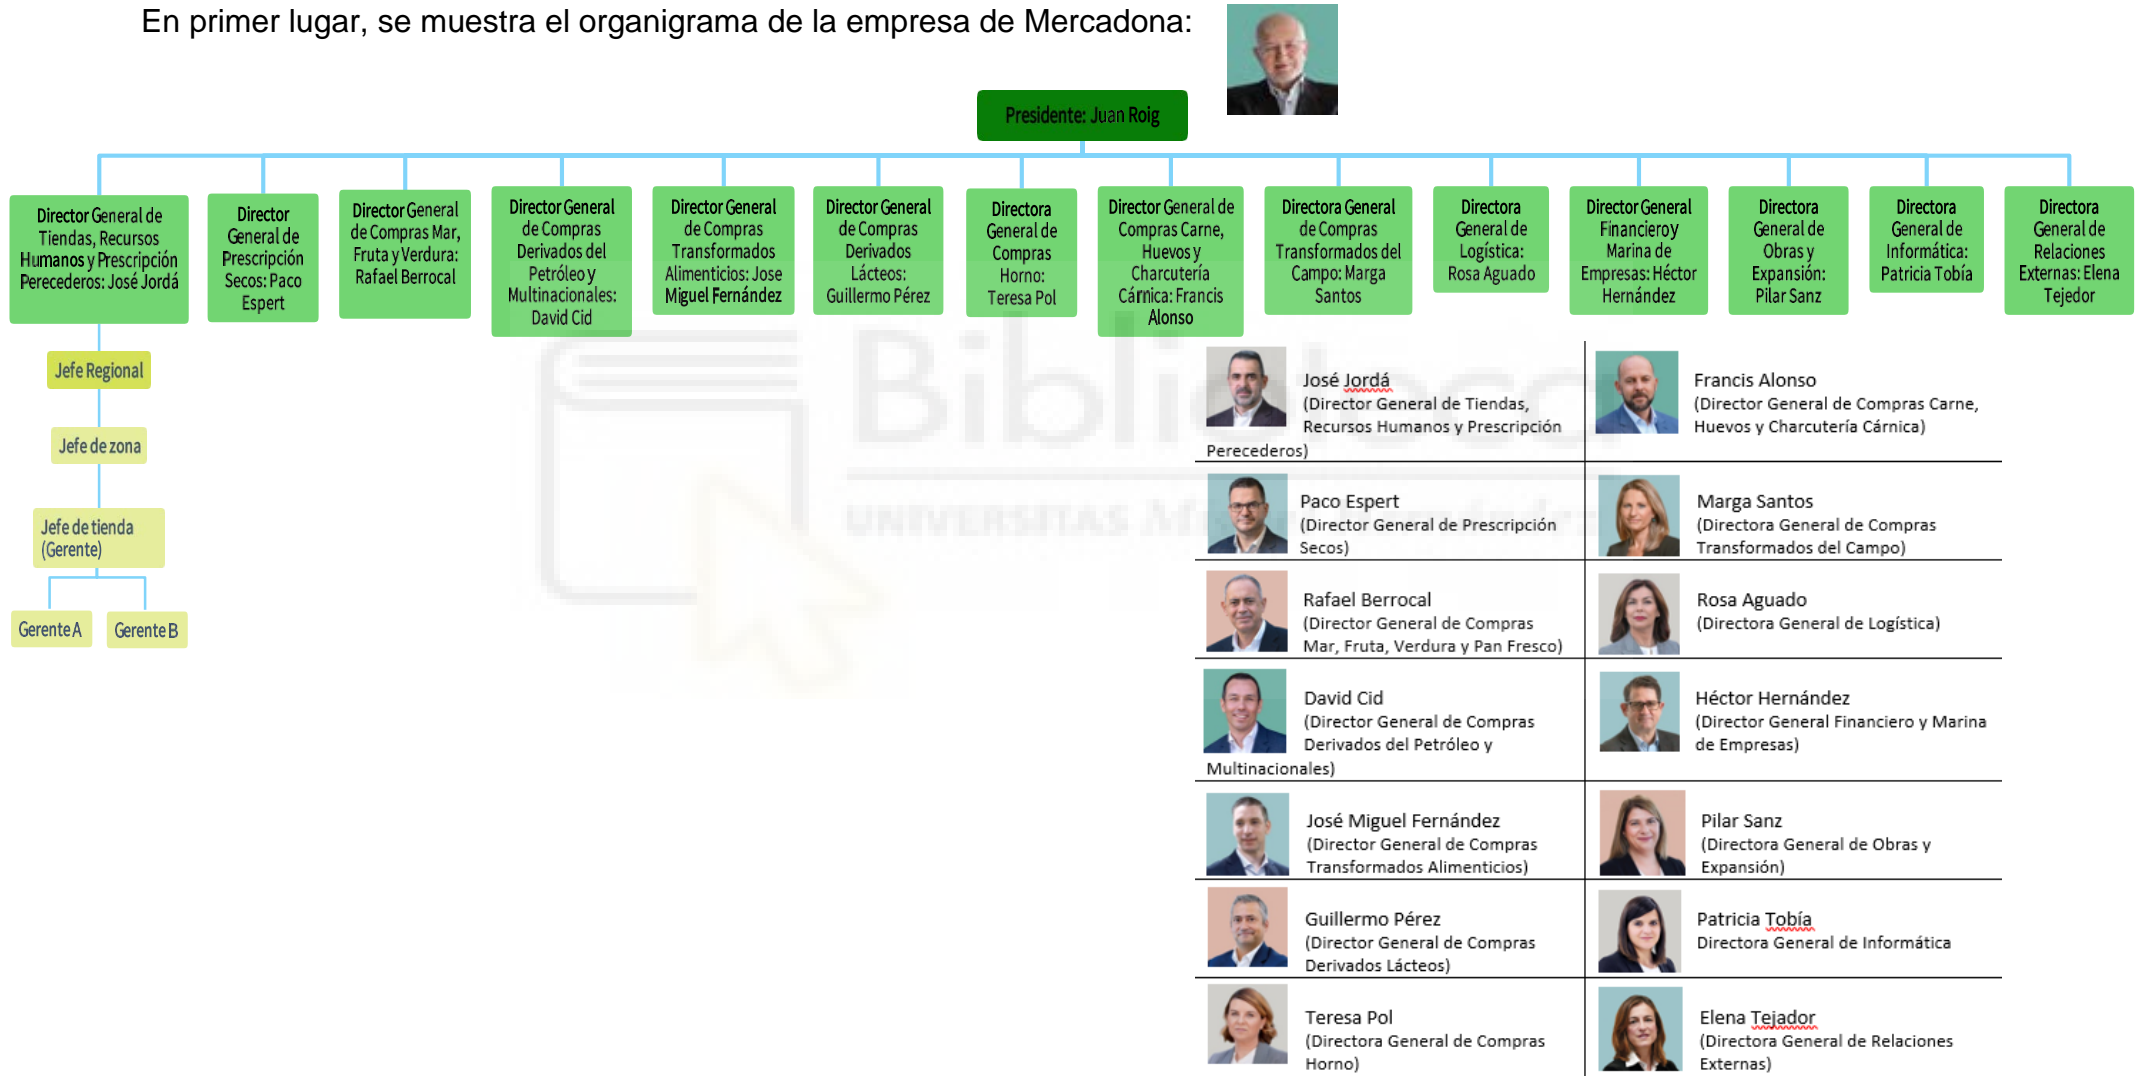 En primer lugar, se muestra el organigrama de la empresa de Mercadona:
Presidente: Juan Roig
Director General de
Tiendas, Recursos
Humanos y Prescripción
Perecederos: José Jordá
Director
General de
Prescripción
Secos: Paco
Espert
Director General
de Compras Mar,
Fruta y Verdura:
Rafael Berrocal
Director General
de Compras
Derivados del
Petróleo y
Multinacionales:
David Cid
Director General
de Compras
Transformados
Alimenticios: Jose
Miguel Fernández
Director General
de Compras
Derivados
Lácteos:
Guillermo Pérez
Directora
General de
Compras
Horno:
Teresa Pol
Director General de
Compras Carne,
Huevos y
Charcutería
Cárnica: Francis
Alonso
Directora General
de Compras
Transformados del
Campo: Marga
Santos
Directora
General de
Logística:
Rosa Aguado
Director General
Financiero y
Marina de
Empresas: Héctor
Hernández
Directora
General de
Obras y
Expansión:
Pilar Sanz
Directora
General de
Informática:
Patricia Tobía
Directora
General de
Relaciones
Externas: Elena
Tejedor
Jefe Regional
Jefe de zona
Jefe de tienda
(Gerente)
Gerente A
Gerente B
José Jordá
(Director General de Tiendas,
Recursos Humanos y Prescripción
Perecederos)
Francis Alonso
(Director General de Compras Carne,
Huevos y Charcutería Cárnica)
Paco Espert
(Director General de Prescripción
Secos)
Marga Santos
(Directora General de Compras
Transformados del Campo)
Rafael Berrocal
(Director General de Compras
Mar, Fruta, Verdura y Pan Fresco)
Rosa Aguado
(Directora General de Logística)
David Cid
(Director General de Compras
Derivados del Petróleo y
Multinacionales)
Héctor Hernández
(Director General Financiero y Marina
de Empresas)
José Miguel Fernández
(Director General de Compras
Transformados Alimenticios)
Pilar Sanz
(Directora General de Obras y
Expansión)
Guillermo Pérez
(Director General de Compras
Derivados Lácteos)
Patricia Tobía
Directora General de Informática
Teresa Pol
(Directora General de Compras
Horno)
Elena Tejador
(Directora General de Relaciones
Externas)
Biblioteca
UNIVERSITAS Miguel Hernández